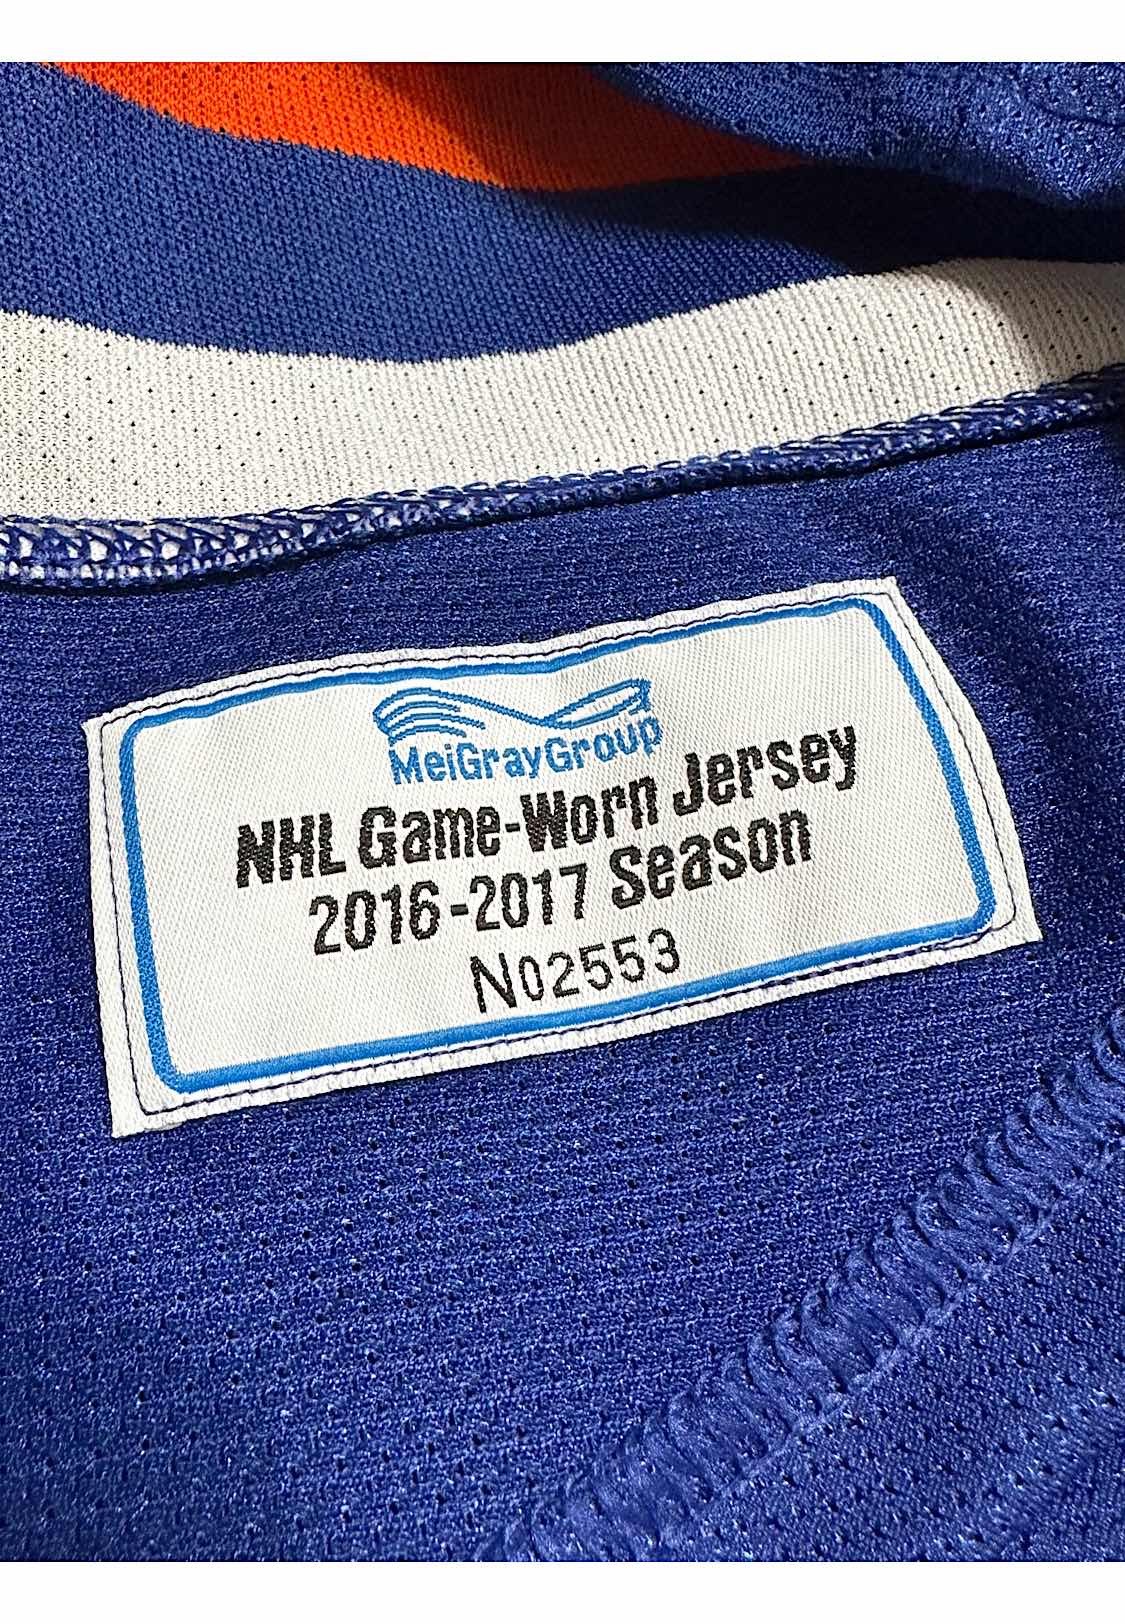 MeiGrayGroup
NHL Game-Worn Jersey
2016-2017 Season
N02553